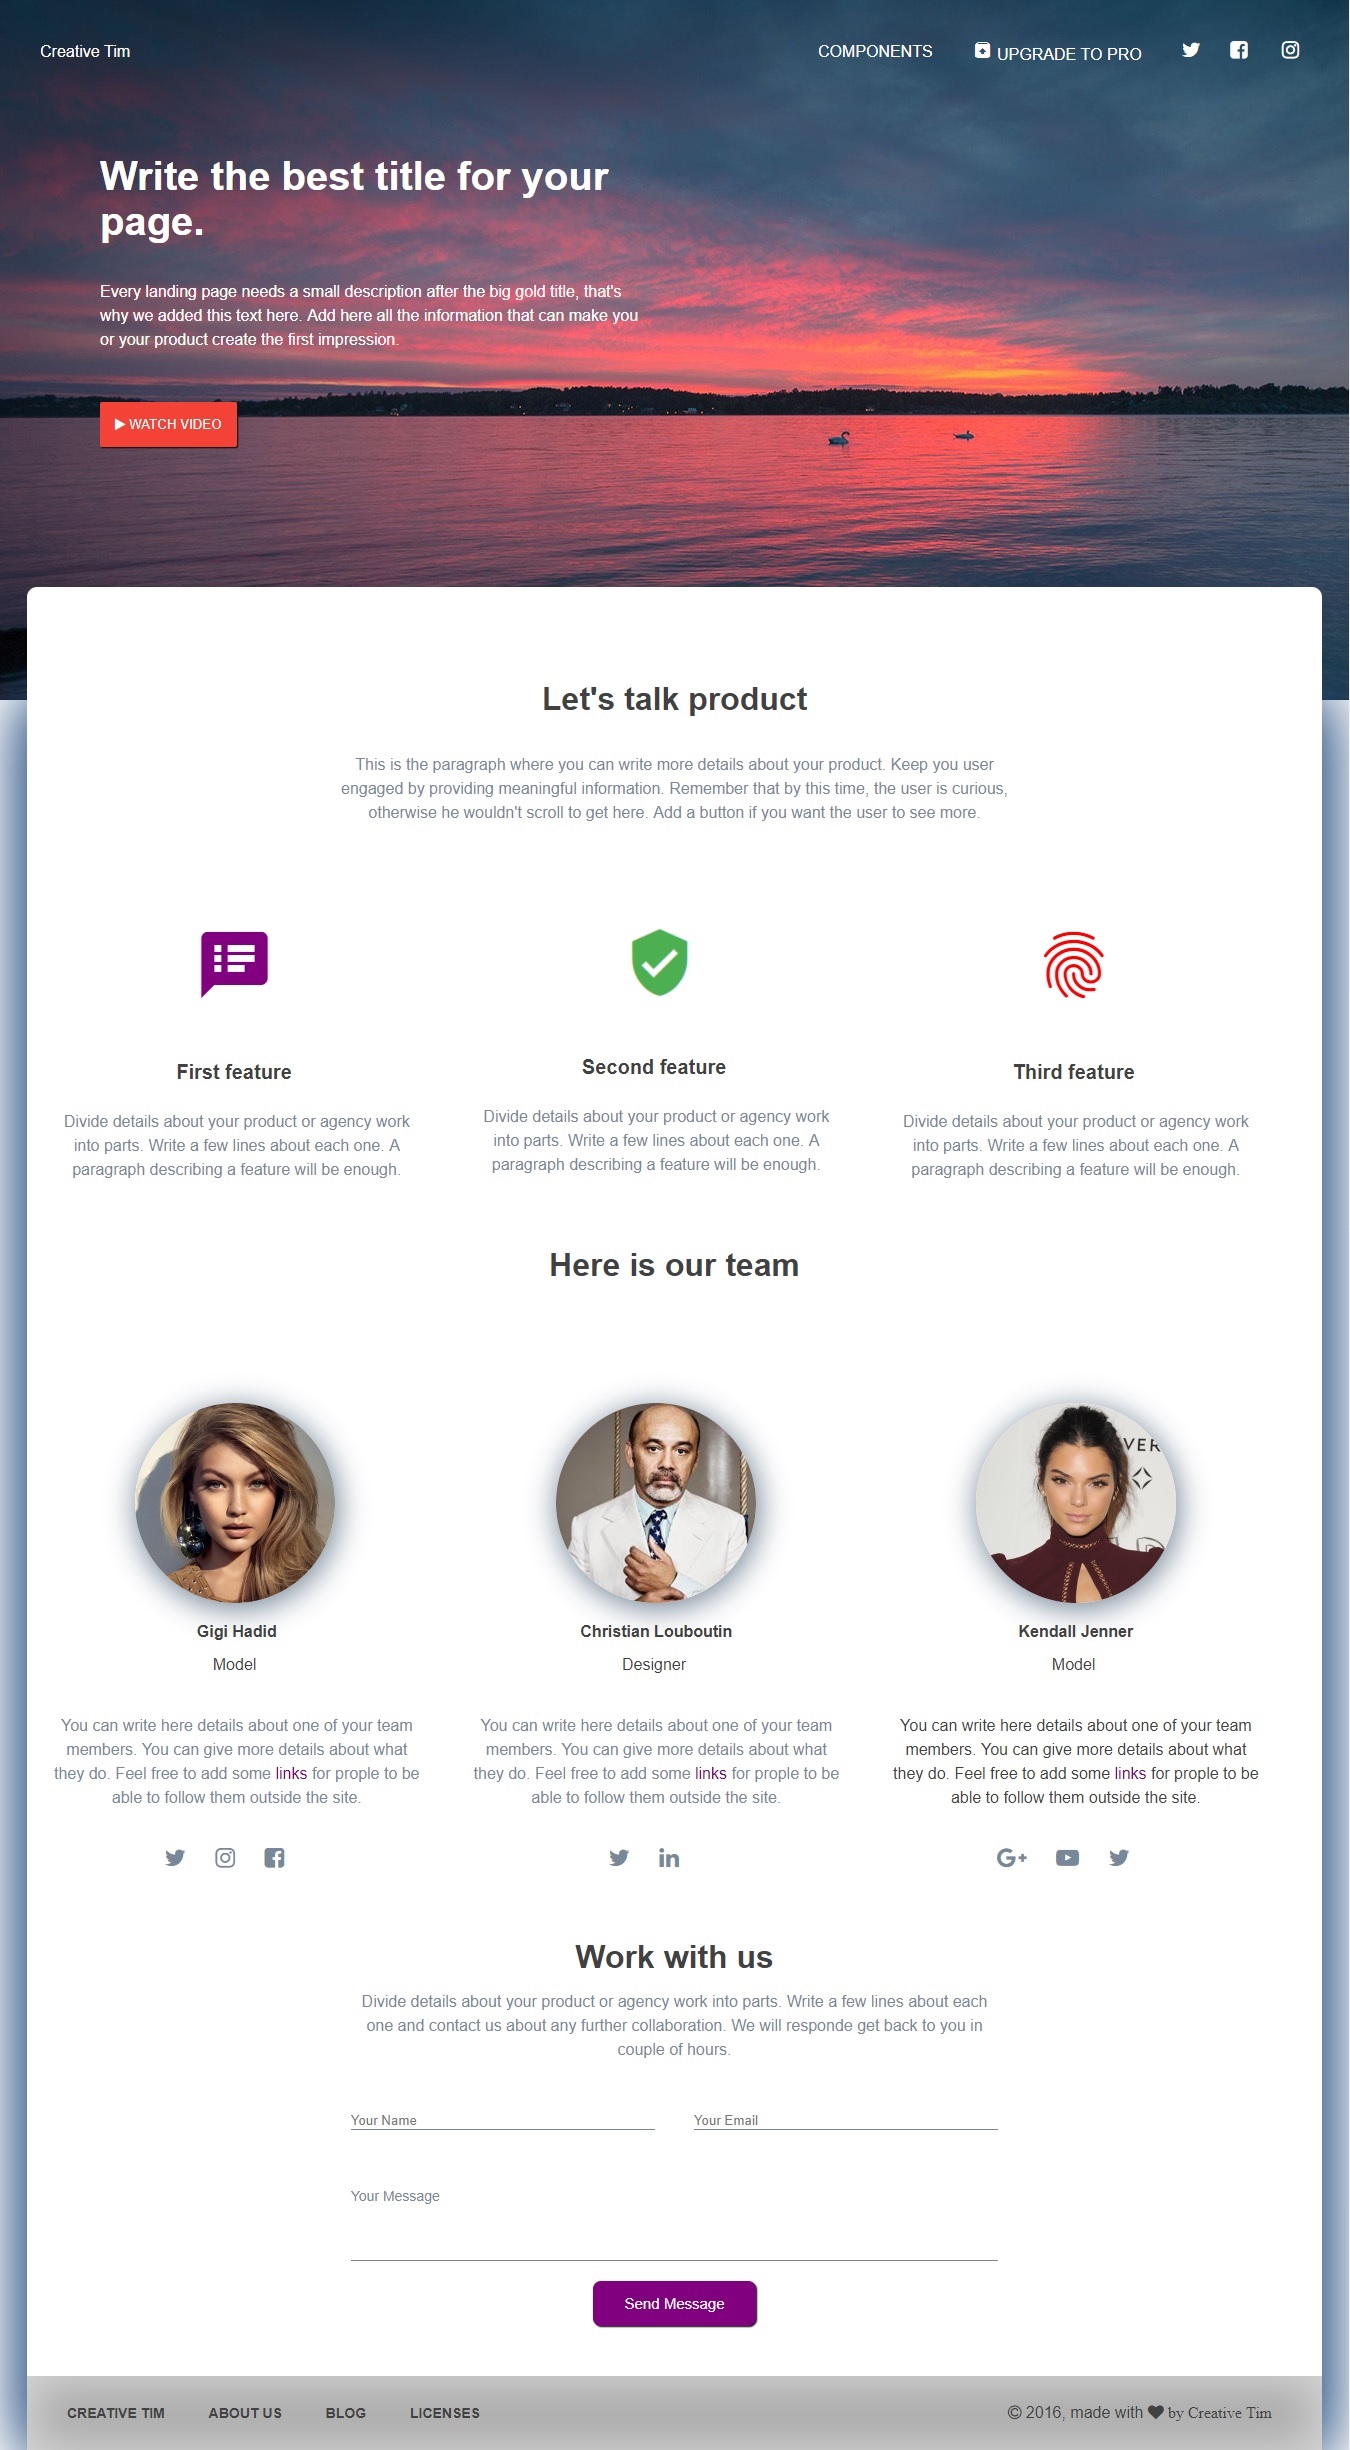 Creative Tim
COMPONENTS
UPGRADE TO PRO
Write the best title for your
page.
Every landing page needs a small description after the big gold title, that's
why we added this text here. Add here all the information that can make you
or your product create the first impression.
WATCH VIDEO
Let's talk product
This is the paragraph where you can write more details about your product. Keep you user
engaged by providing meaningful information. Remember that by this time, the user is curious,
otherwise he wouldn't scroll to get here. Add a button if you want the user to see more.
First feature
Divide details about your product or agency work
into parts. Write a few lines about each one. A
paragraph describing a feature will be enough.
Second feature
Divide details about your product or agency work
into parts. Write a few lines about each one. A
paragraph describing a feature will be enough.
Third feature
Divide details about your product or agency work
into parts. Write a few lines about each one. A
paragraph describing a feature will be enough.
Here is our team
Gigi Hadid
Model
You can write here details about one of your team
members. You can give more details about what
they do. Feel free to add some links for prople to be
able to follow them outside the site.
Christian Louboutin
Designer
You can write here details about one of your team
members. You can give more details about what
they do. Feel free to add some links for prople to be
able to follow them outside the site.
VER
Kendall Jenner
Model
You can write here details about one of your team
members. You can give more details about what
they do. Feel free to add some links for prople to be
able to follow them outside the site.
Work with us
Divide details about your product or agency work into parts. Write a few lines about each
one and contact us about any further collaboration. We will responde get back to you in
couple of hours.
Your Name
Your Email
Your Message
Send Message
CREATIVE TIM
ABOUT US
BLOG
LICENSES
© 2016, made with ♥ by Creative Tim